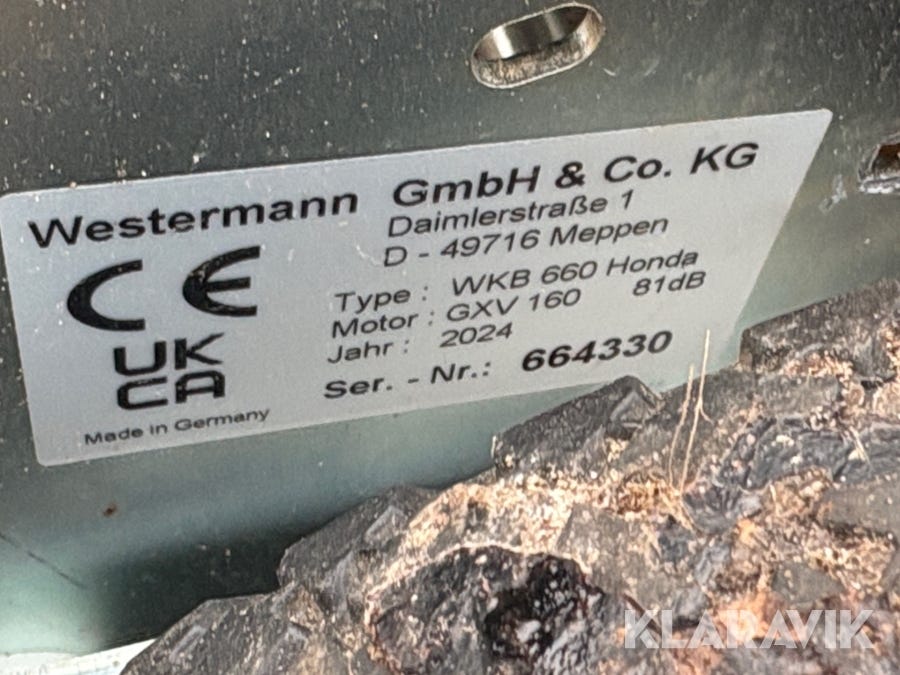 Westermann GmbH & Co. KG
Daimlerstraße 1
D - 49716 Meppen
CE
UK
CA
Made in Germany
Type : WKB 660 Honda
Motor : GXV 160 81dB
Jahr : 2024
Ser. - Nr.: 664330
KLARAVIK